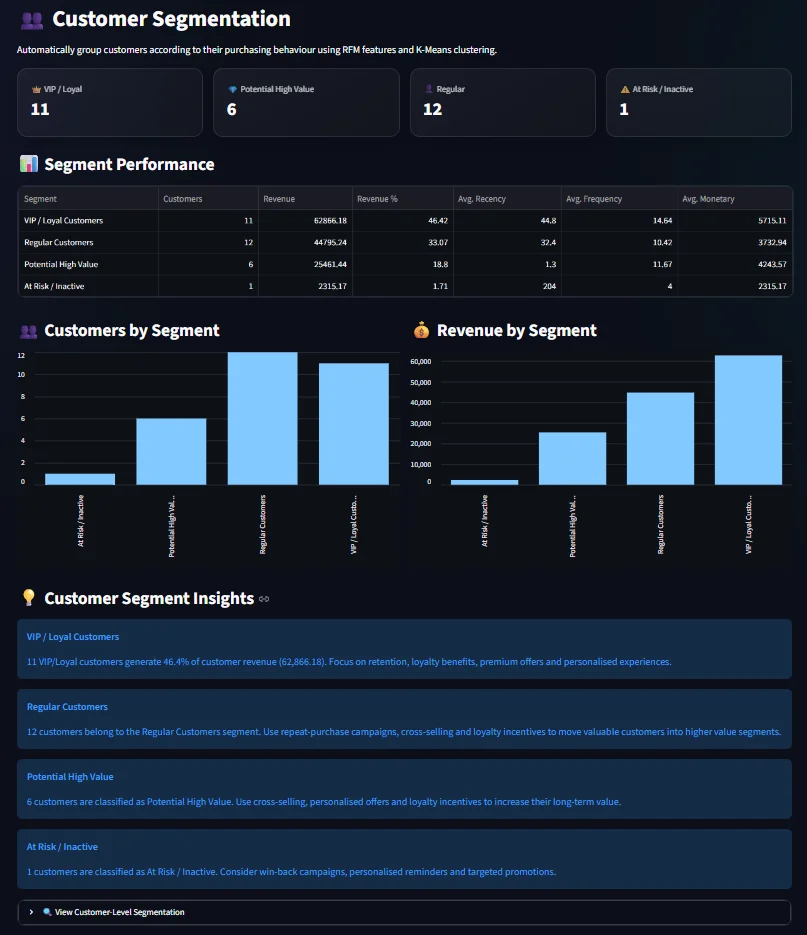 Customer Segmentation
Automatically group customers according to their purchasing behaviour using RFM features and K-Means clustering.
VIP / Loyal
11
Potential High Value
6
Regular
12
At Risk / Inactive
1
Segment Performance
Segment Customers Revenue Revenue % Avg. Recency Avg. Frequency Avg. Monetary
VIP / Loyal Customers 11 62866.18 46.42 44.8 14.64 5715.11
Regular Customers 12 44795.24 33.07 32.4 10.42 3732.94
Potential High Value 6 25461.44 18.8 1.3 11.67 4243.57
At Risk / Inactive 1 2315.17 1.71 204 4 2315.17
Customers by Segment
12
10
8
6
4
2
0
At Risk / Inactive
Potential High Val...
Regular Customers
VIP / Loyal Custo...
Revenue by Segment
60,000
50,000
40,000
30,000
20,000
10,000
0
At Risk / Inactive
Potential High Val...
Regular Customers
VIP / Loyal Custo...
Customer Segment Insights
VIP / Loyal Customers
11 VIP/Loyal customers generate 46.4% of customer revenue (62,866.18). Focus on retention, loyalty benefits, premium offers and personalised experiences.
Regular Customers
12 customers belong to the Regular Customers segment. Use repeat-purchase campaigns, cross-selling and loyalty incentives to move valuable customers into higher value segments.
Potential High Value
6 customers are classified as Potential High Value. Use cross-selling, personalised offers and loyalty incentives to increase their long-term value.
At Risk / Inactive
1 customers are classified as At Risk / Inactive. Consider win-back campaigns, personalised reminders and targeted promotions.
View Customer-Level Segmentation